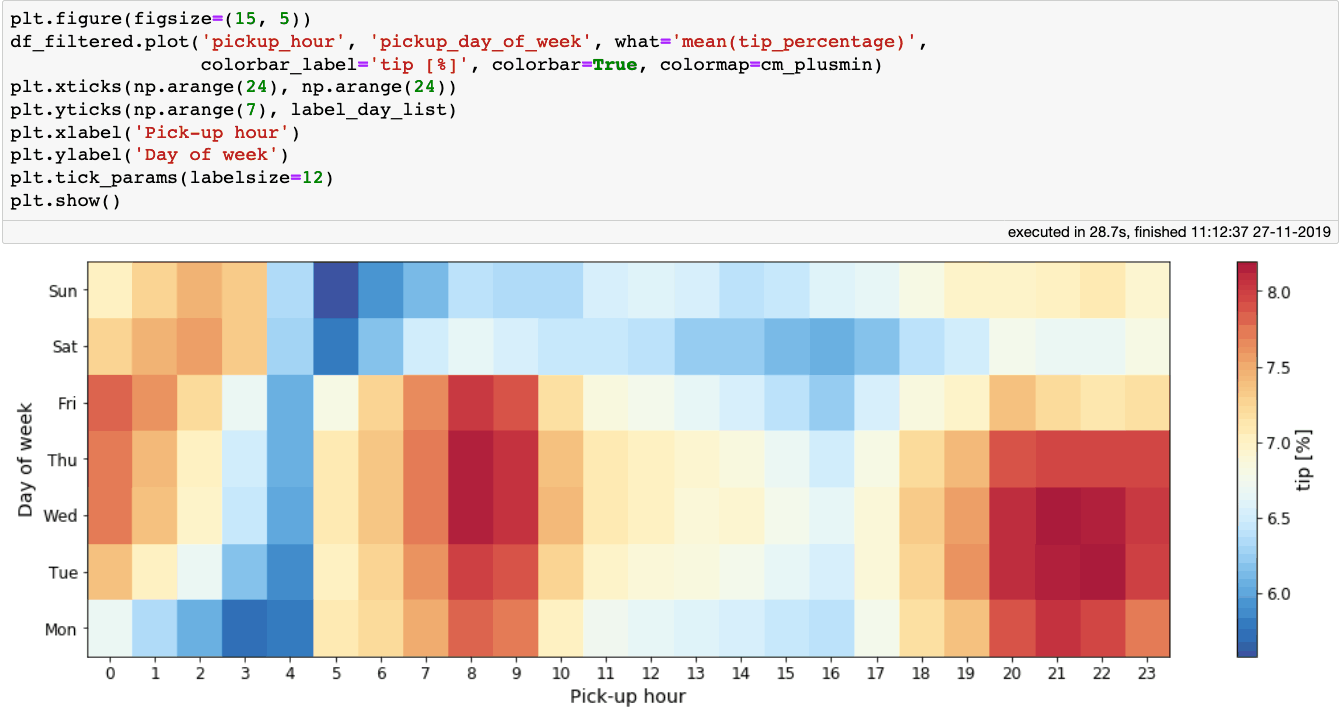 plt.figure(figsize=(15, 5))
df_filtered.plot('pickup_hour', 'pickup_day_of_week', what='mean(tip_percentage)',
                 colorbar_label='tip [%]', colorbar=True, colormap=cm_plusmin)
plt.xticks(np.arange(24), np.arange(24))
plt.yticks(np.arange(7), label_day_list)
plt.xlabel('Pick-up hour')
plt.ylabel('Day of week')
plt.tick_params(labelsize=12)
plt.show()
executed in 28.7s, finished 11:12:37 27-11-2019
Day of week
Sun
Sat
Fri
Thu
Wed
Tue
Mon
0 1 2 3 4 5 6 7 8 9 10 11 12 13 14 15 16 17 18 19 20 21 22 23
Pick-up hour
8.0
7.5
7.0
6.5
6.0
tip [%]